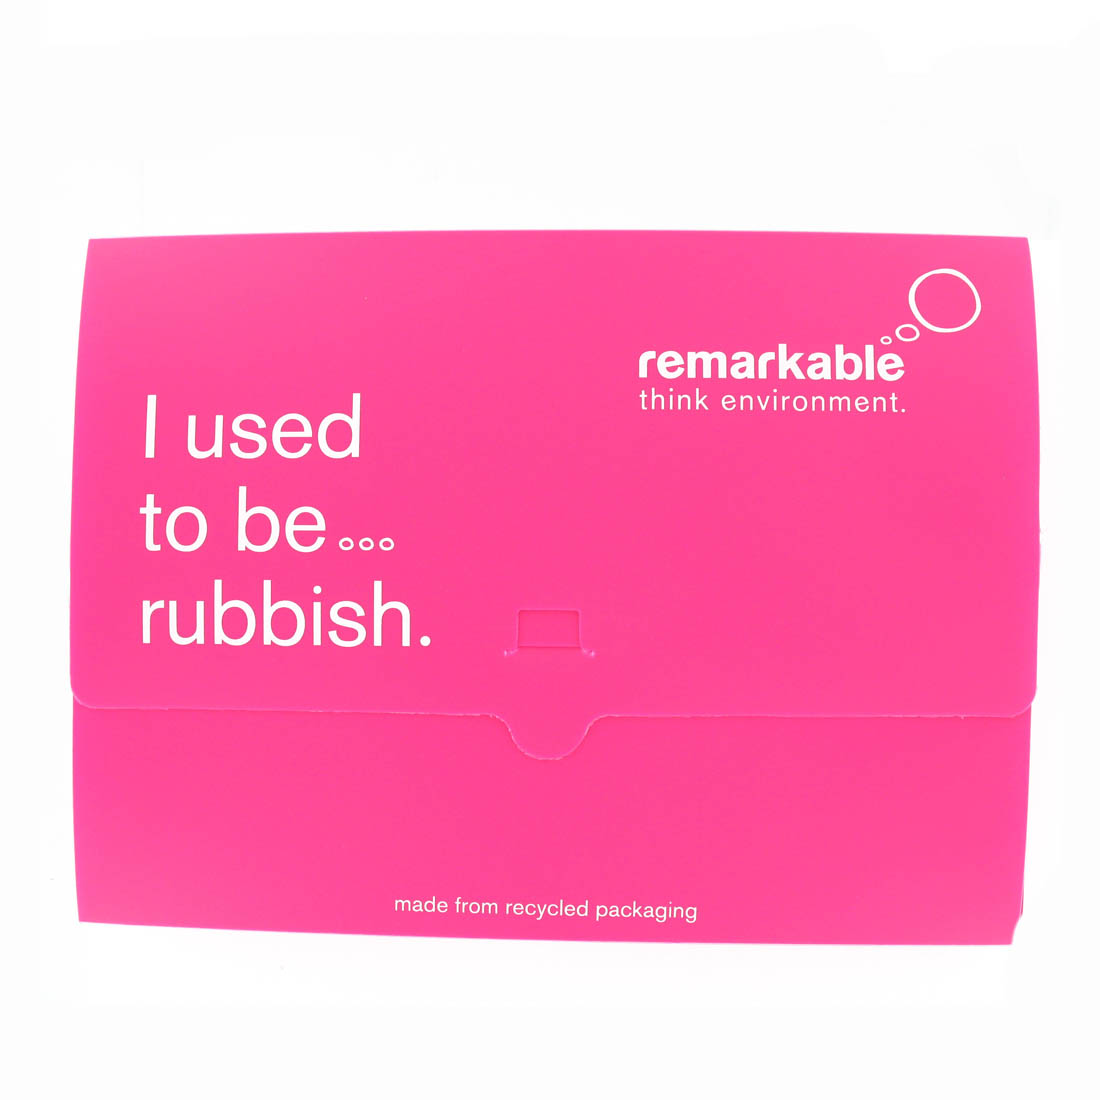 remarkable
think environment.
I used
to be...
rubbish.
made from recycled packaging